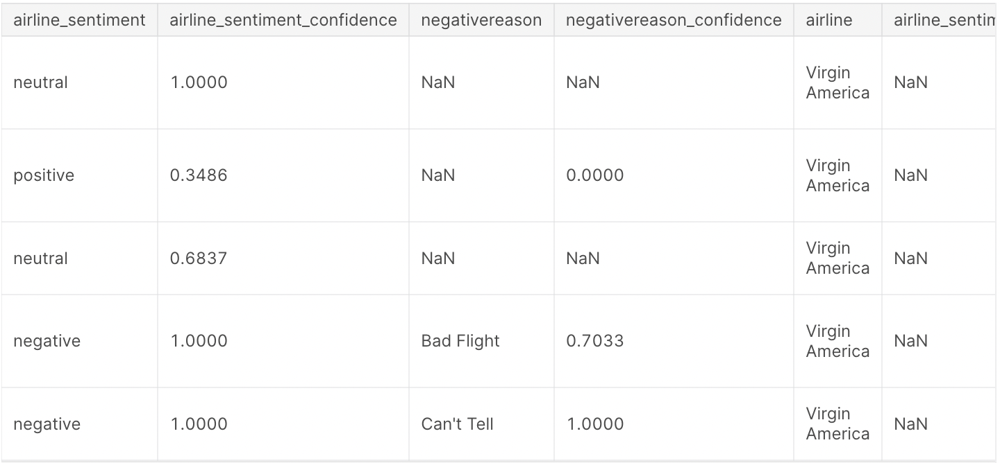 airline_sentiment airline_sentiment_confidence negativereason negativereason_confidence airline airline_sentim
neutral 1.0000 NaN NaN Virgin America NaN
positive 0.3486 NaN 0.0000 Virgin America NaN
neutral 0.6837 NaN NaN Virgin America NaN
negative 1.0000 Bad Flight 0.7033 Virgin America NaN
negative 1.0000 Can't Tell 1.0000 Virgin America NaN